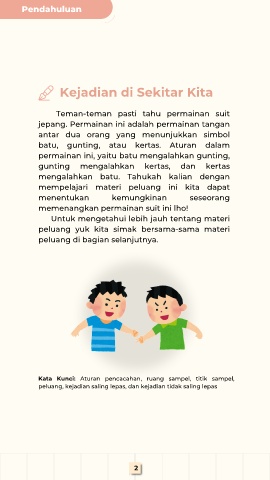 Pendahuluan
Kejadian di Sekitar Kita
Teman-teman pasti tahu permainan suit
jepang. Permainan ini adalah permainan tangan
antar dua orang yang menunjukkan simbol
batu, gunting, atau kertas. Aturan dalam
permainan ini, yaitu batu mengalahkan gunting,
gunting mengalahkan kertas, dan kertas
mengalahkan batu. Tahukah kalian dengan
mempelajari materi peluang ini kita dapat
menentukan kemungkinan seseorang
memenangkan permainan suit ini lho!
Untuk mengetahui lebih jauh tentang materi
peluang yuk kita simak bersama-sama materi
peluang di bagian selanjutnya.
Kata Kunci: Aturan pencacahan, ruang sampel, titik sampel,
peluang, kejadian saling lepas, dan kejadian tidak saling lepas
2